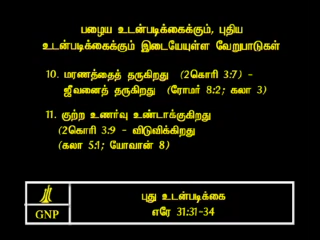 பழைய உடன்படிக்கைக்கும், புதிய
உடன்படிக்கைக்கும் இடையேயுள்ள வேறுபாடுகள்
10. மரணத்தைத் தருகிறது (2கொரி 3:7) -
ஜீவனைத் தருகிறது (ரோமர் 8:2; கலா 3)
11. குற்ற உணர்வு உண்டாக்குகிறது
(2கொரி 3:9 - விடுவிக்கிறது
(கலா 5:1; யோவான் 8)
GNP
புது உடன்படிக்கை
எரே 31:31-34